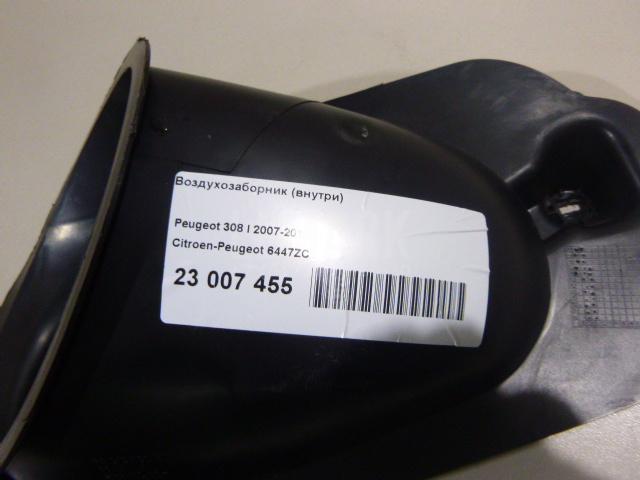 Воздухозаборник (внутри)
Peugeot 308 I 2007-20
Citroen-Peugeot 6447ZC
23 007 455